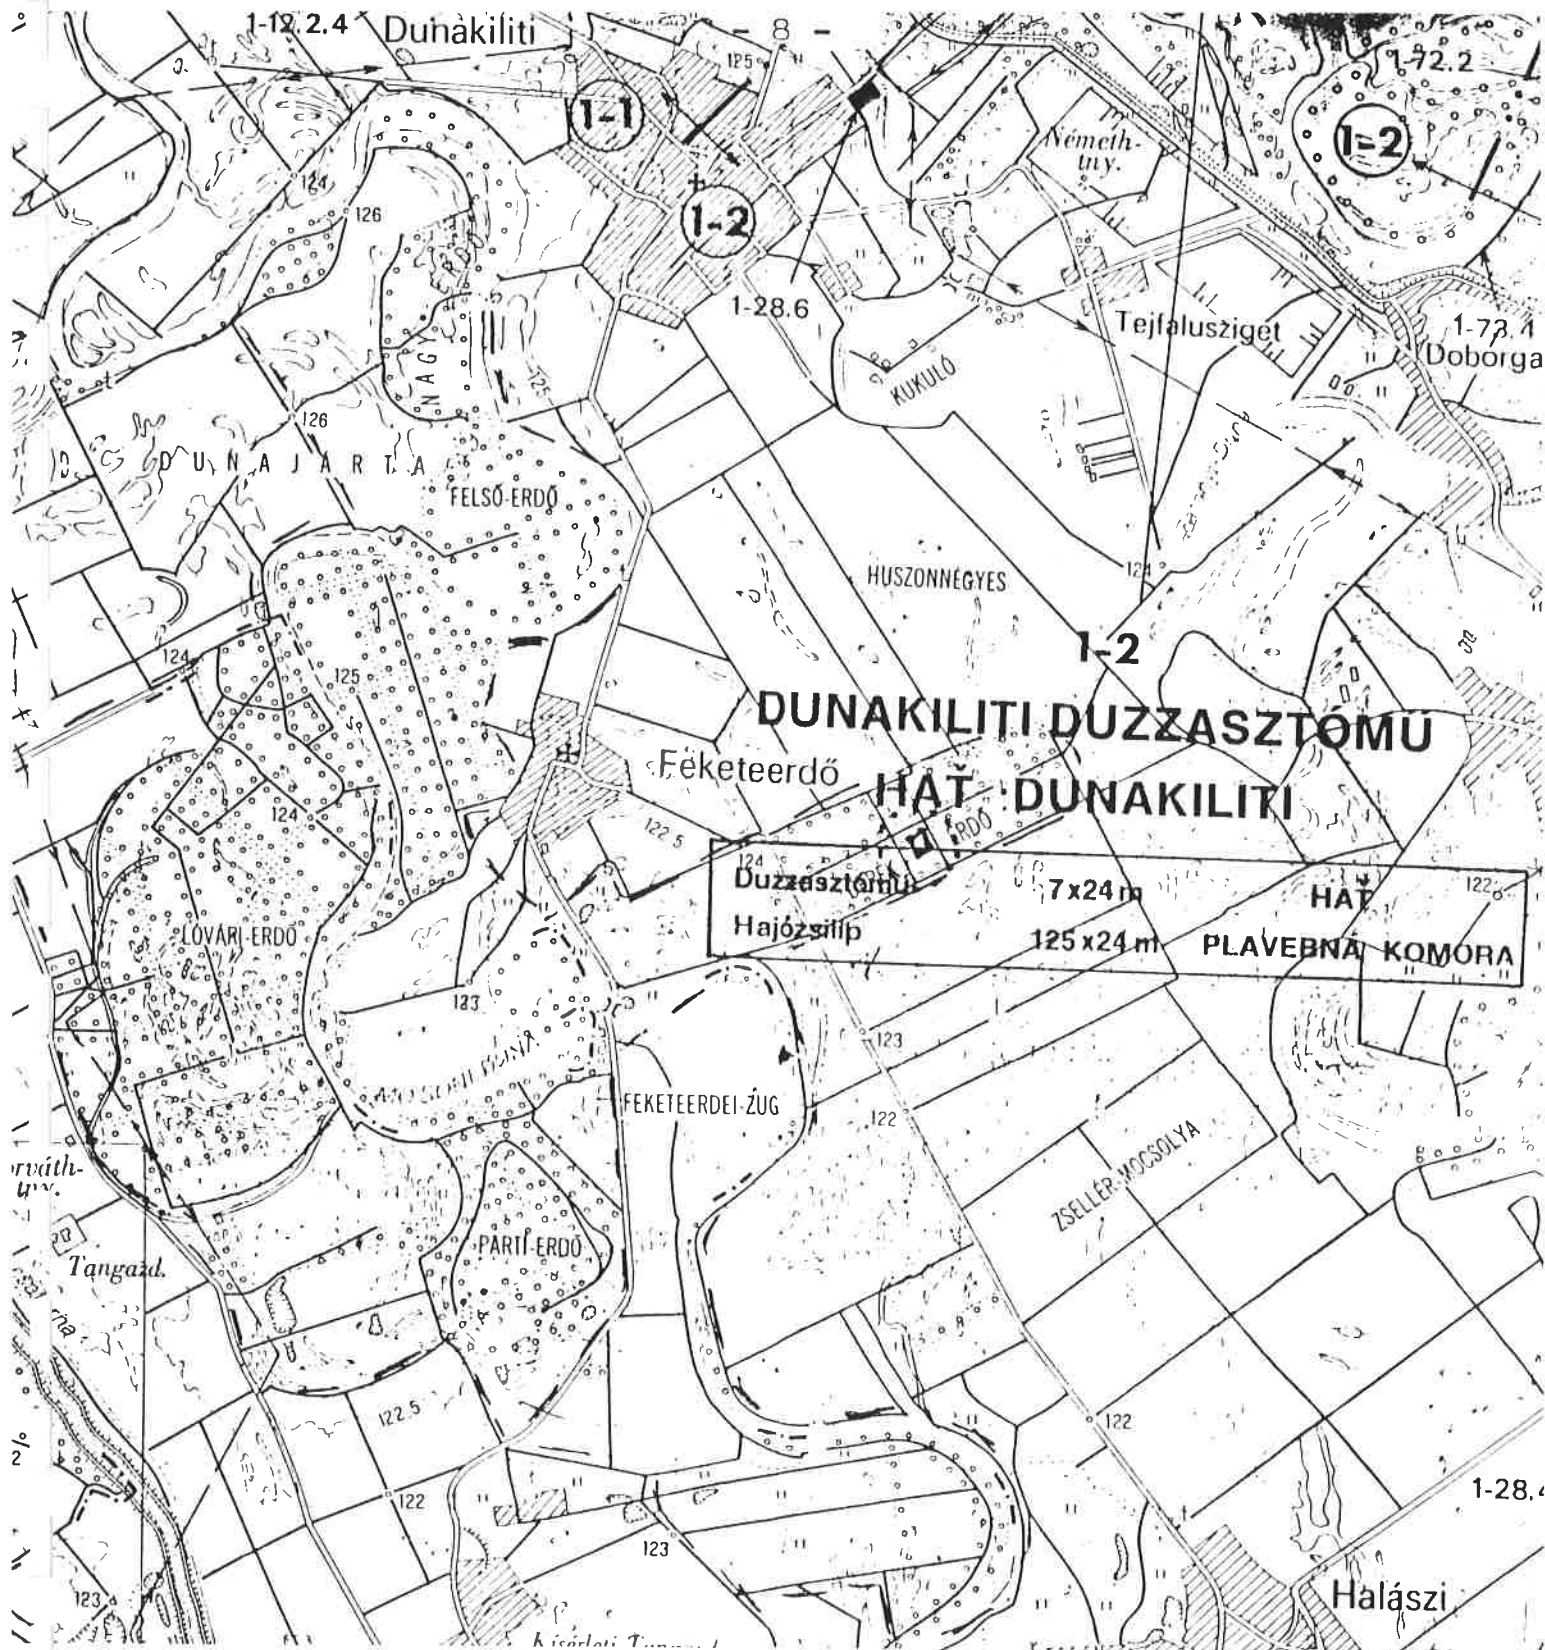 1-12.2.4
Dunakiliti
- 8 -
125
1-72.2
1-1
1-2
Németh-
tny.
1-2
124
126
1-28.6
Tejfalusziget
1-73.1
Doborga
NAGY-ERDŐ
125
KUKULÓ
126
DUNAJÁRTA
FELSŐ-ERDŐ
HUSZONNÉGYES
124
1-2
124
125
DUNAKILITI DUZZASZTÓMŰ
Feketeerdő
HAŤ DUNAKILITI
124
122.5
ERDŐ
124
Duzzasztómű
7x24 m
HAŤ
122
Hajózsilip
125x24 m
PLAVEBNÁ KOMORA
LÓVÁRI-ERDŐ
123
123
FEKETEERDEI-ZUG
122
ZSELLÉR-MOCSOLYA
orváth-
tny.
PARTI-ERDŐ
Tangazd.
122.5
122
2%
122
1-28.4
123
123
Halászi